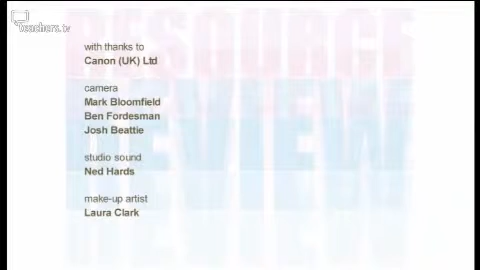 teachers.tv
RESOURCE
REVIEW
REVIEW
with thanks to
Canon (UK) Ltd
camera
Mark Bloomfield
Ben Fordesman
Josh Beattie
studio sound
Ned Hards
make-up artist
Laura Clark